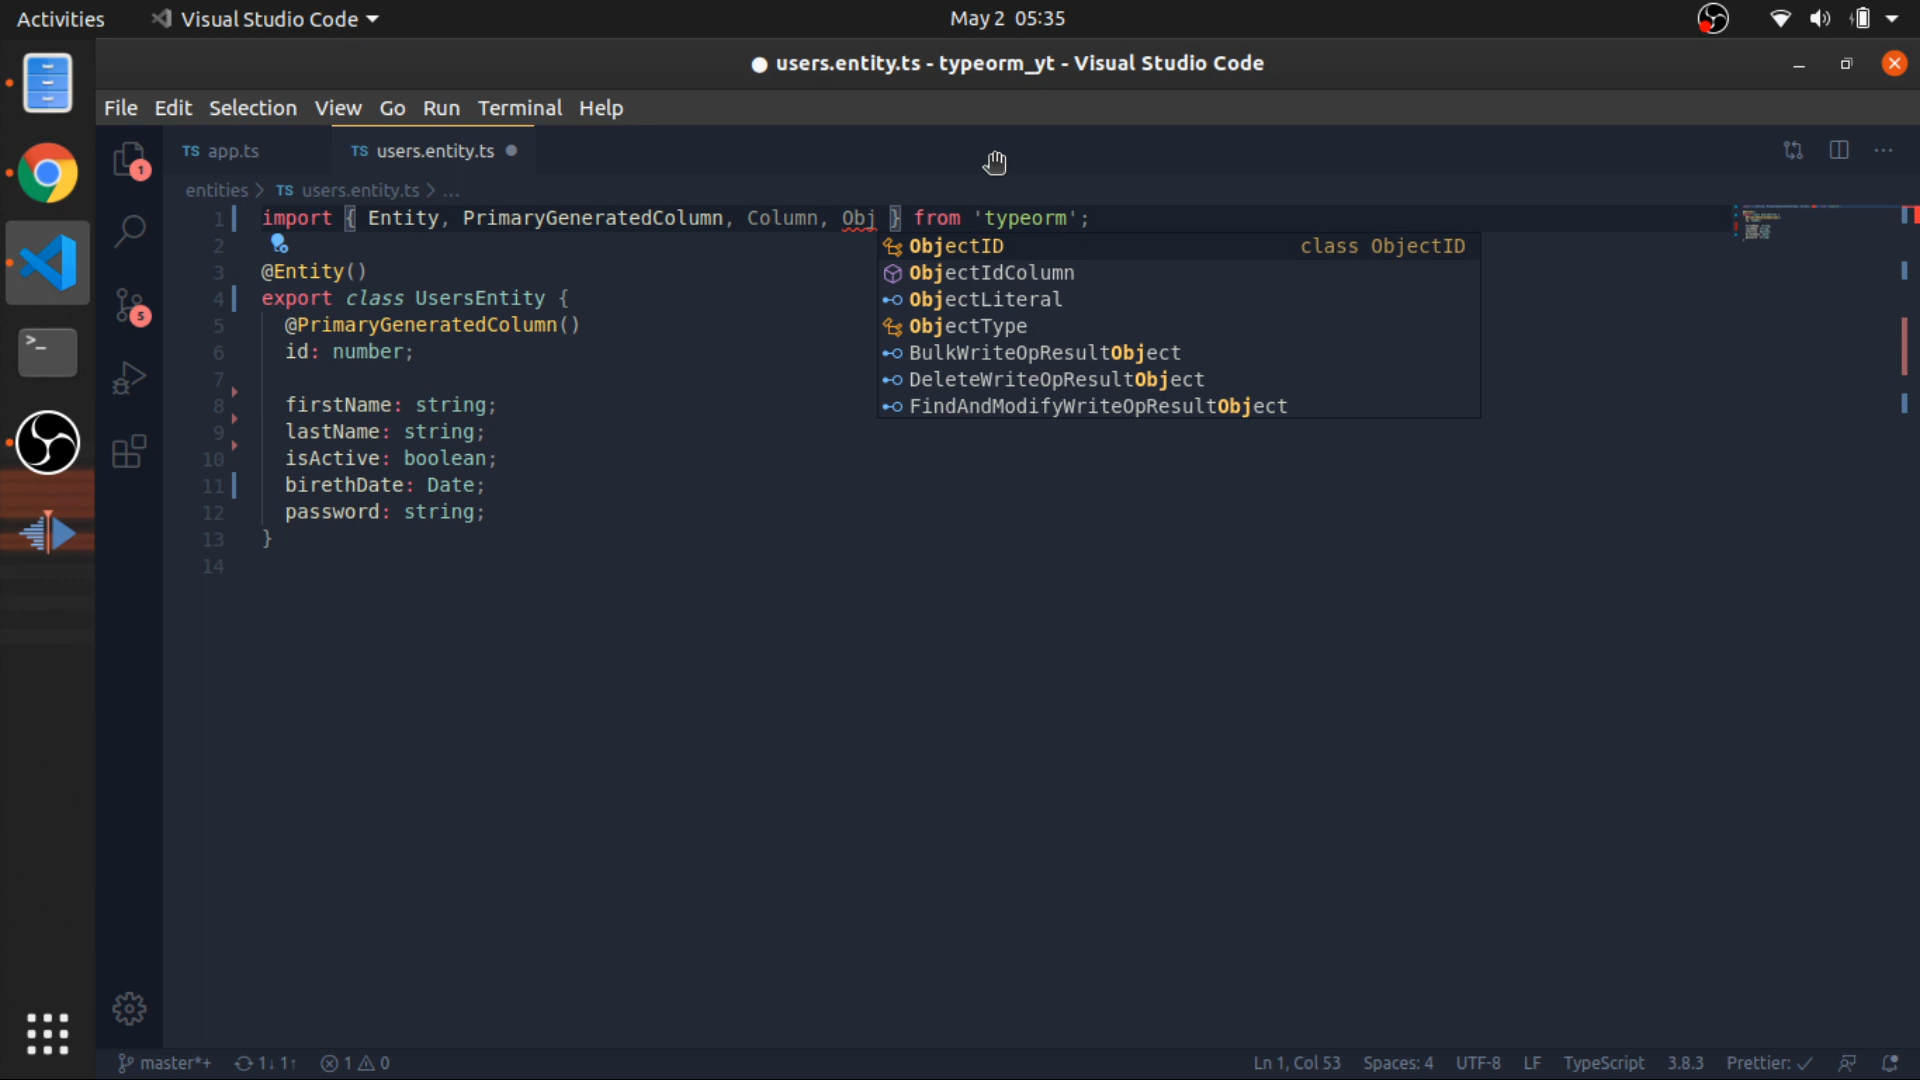 Activities
Visual Studio Code
May 2 05:35
● users.entity.ts - typeorm_yt - Visual Studio Code
File Edit Selection View Go Run Terminal Help
1
TS app.ts
TS users.entity.ts
entities > TS users.entity.ts > ...
1 import { Entity, PrimaryGeneratedColumn, Column, Obj } from 'typeorm';
2
ObjectID class ObjectID
ObjectIdColumn
ObjectLiteral
ObjectType
BulkWriteOpResultObject
DeleteWriteOpResultObject
FindAndModifyWriteOpResultObject
3 @Entity()
4 export class UsersEntity {
5 @PrimaryGeneratedColumn()
6 id: number;
7
8 firstName: string;
9 lastName: string;
10 isActive: boolean;
11 birethDate: Date;
12 password: string;
13 }
14
5
master*+ 1↓ 1↑ 1 0
Ln 1, Col 53 Spaces: 4 UTF-8 LF TypeScript 3.8.3 Prettier: ✓